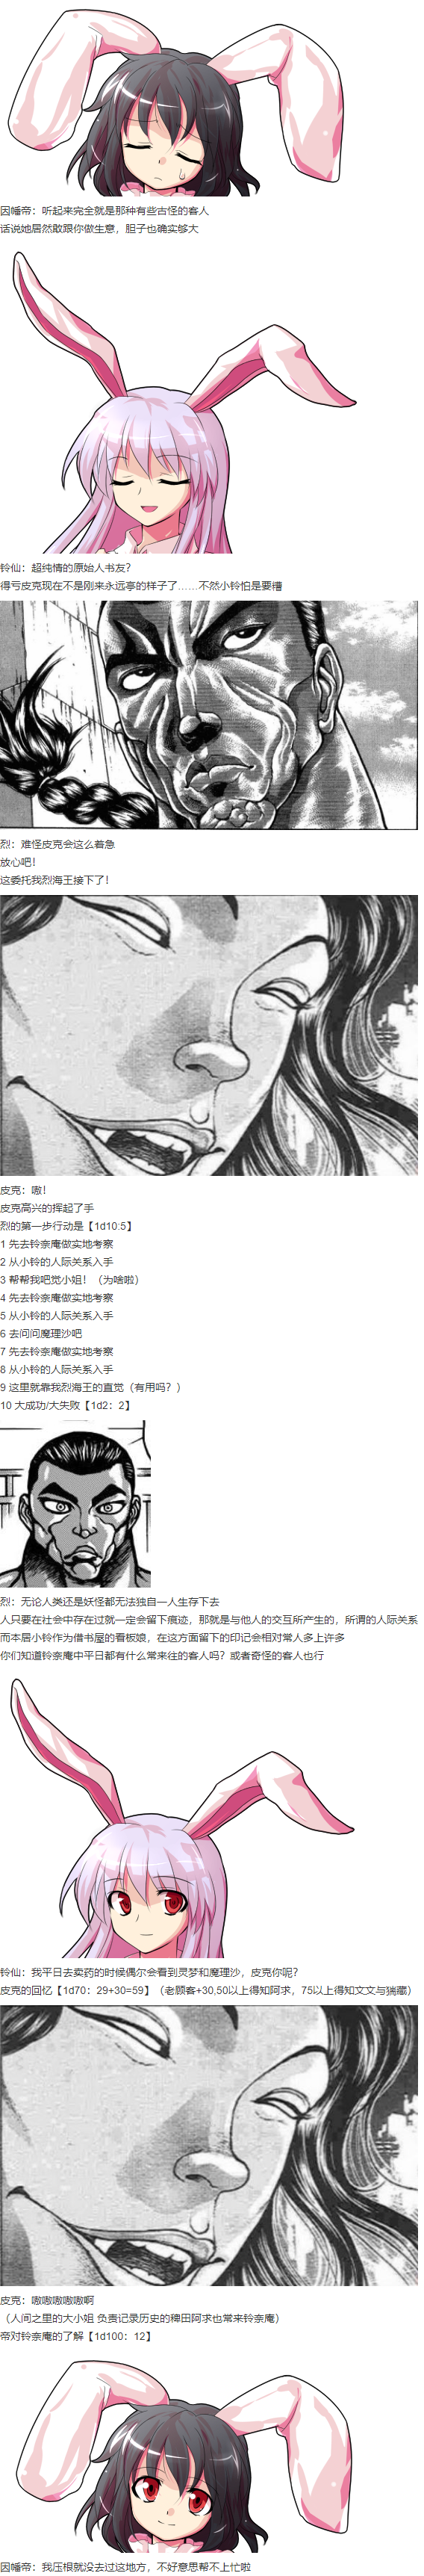 因幡帝：听起来完全就是那种有些古怪的客人
话说她居然敢跟你做生意，胆子也确实够大
铃仙：超纯情的原始人书友？
得亏皮克现在不是刚来永远亭的样子了……不然小铃怕是要糟
烈：难怪皮克会这么着急
放心吧！
这委托我烈海王接下了！
皮克：嗷！
皮克高兴的挥起了手
烈的第一步行动是【1d10:5】
1 先去铃奈庵做实地考察
2 从小铃的人际关系入手
3 帮帮我吧觉小姐！（为啥啦）
4 先去铃奈庵做实地考察
5 从小铃的人际关系入手
6 去问问魔理沙吧
7 先去铃奈庵做实地考察
8 从小铃的人际关系入手
9 这里就靠我烈海王的直觉（有用吗？）
10 大成功/大失败【1d2：2】
烈：无论人类还是妖怪都无法独自一人生存下去
人只要在社会中存在过就一定会留下痕迹，那就是与他人的交互所产生的，所谓的人际关系
而本居小铃作为借书屋的看板娘，在这方面留下的印记会相对常人多上许多
你们知道铃奈庵中平日都有什么常来往的客人吗？或者奇怪的客人也行
铃仙：我平日去卖药的时候偶尔会看到灵梦和魔理沙，皮克你呢？
皮克的回忆【1d70：29+30=59】（老顾客+30,50以上得知阿求，75以上得知文文与猯藏）
皮克：嗷嗷嗷嗷嗷啊
（人间之里的大小姐 负责记录历史的稗田阿求也常来铃奈庵）
帝对铃奈庵的了解【1d100：12】
因幡帝：我压根就没去过这地方，不好意思帮不上忙啦